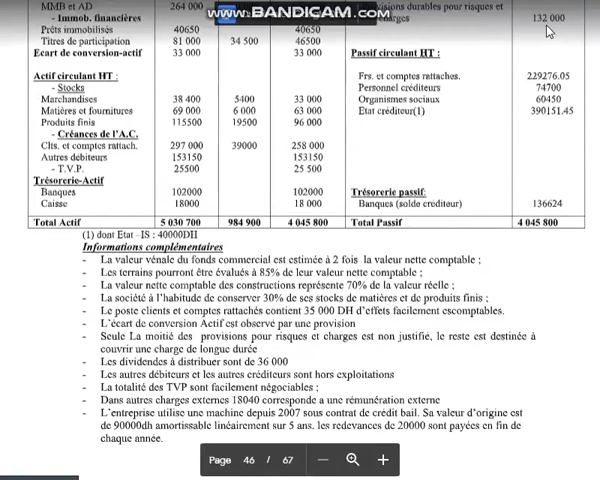 MMB et AD 264 000
www.BANDICAM.com
visions durables pour risques et
- Immob. financières charges 132 000
Prêts immobilisés 40650 40650
Titres de participation 81 000 34 500 46500
Ecart de conversion-actif 33 000 33 000 Passif circulant HT :
Actif circulant HT : Frs. et comptes rattaches. 229276.05
- Stocks Personnel créditeurs 74700
Marchandises 38 400 5400 33 000 Organismes sociaux 60450
Matières et fournitures 69 000 6 000 63 000 Etat créditeur(1) 390151.45
Produits finis 115500 19500 96 000
- Créances de l'A.C.
Clts. et comptes rattach. 297 000 39000 258 000
Autres débiteurs 153150 153150
- T.V.P. 25500 25 500
Trésorerie-Actif
Banques 102000 102000 Trésorerie passif:
Caisse 18000 18 000 Banques (solde créditeur) 136624
Total Actif 5 030 700 984 900 4 045 800 Total Passif 4 045 800
(1) dont Etat –IS : 40000DH
Informations complémentaires
- La valeur vénale du fonds commercial est estimée à 2 fois la valeur nette comptable ;
- Les terrains pourront être évalués à 85% de leur valeur nette comptable ;
- La valeur nette comptable des constructions représente 70% de la valeur réelle ;
- La société à l'habitude de conserver 30% de ses stocks de matières et de produits finis ;
- Le poste clients et comptes rattachés contient 35 000 DH d'effets facilement escomptables.
- L'écart de conversion Actif est observé par une provision
- Seule La moitié des provisions pour risques et charges est non justifié, le reste est destinée à
couvrir une charge de longue durée
- Les dividendes à distribuer sont de 36 000
- Les autres débiteurs et les autres créditeurs sont hors exploitations
- La totalité des TVP sont facilement négociables ;
- Dans autres charges externes 18040 corresponde a une rémunération externe
- L'entreprise utilise une machine depuis 2007 sous contrat de crédit bail. Sa valeur d'origine est
de 90000dh amortissable linéairement sur 5 ans. les redevances de 20000 sont payées en fin de
chaque année.
Page 46 / 67